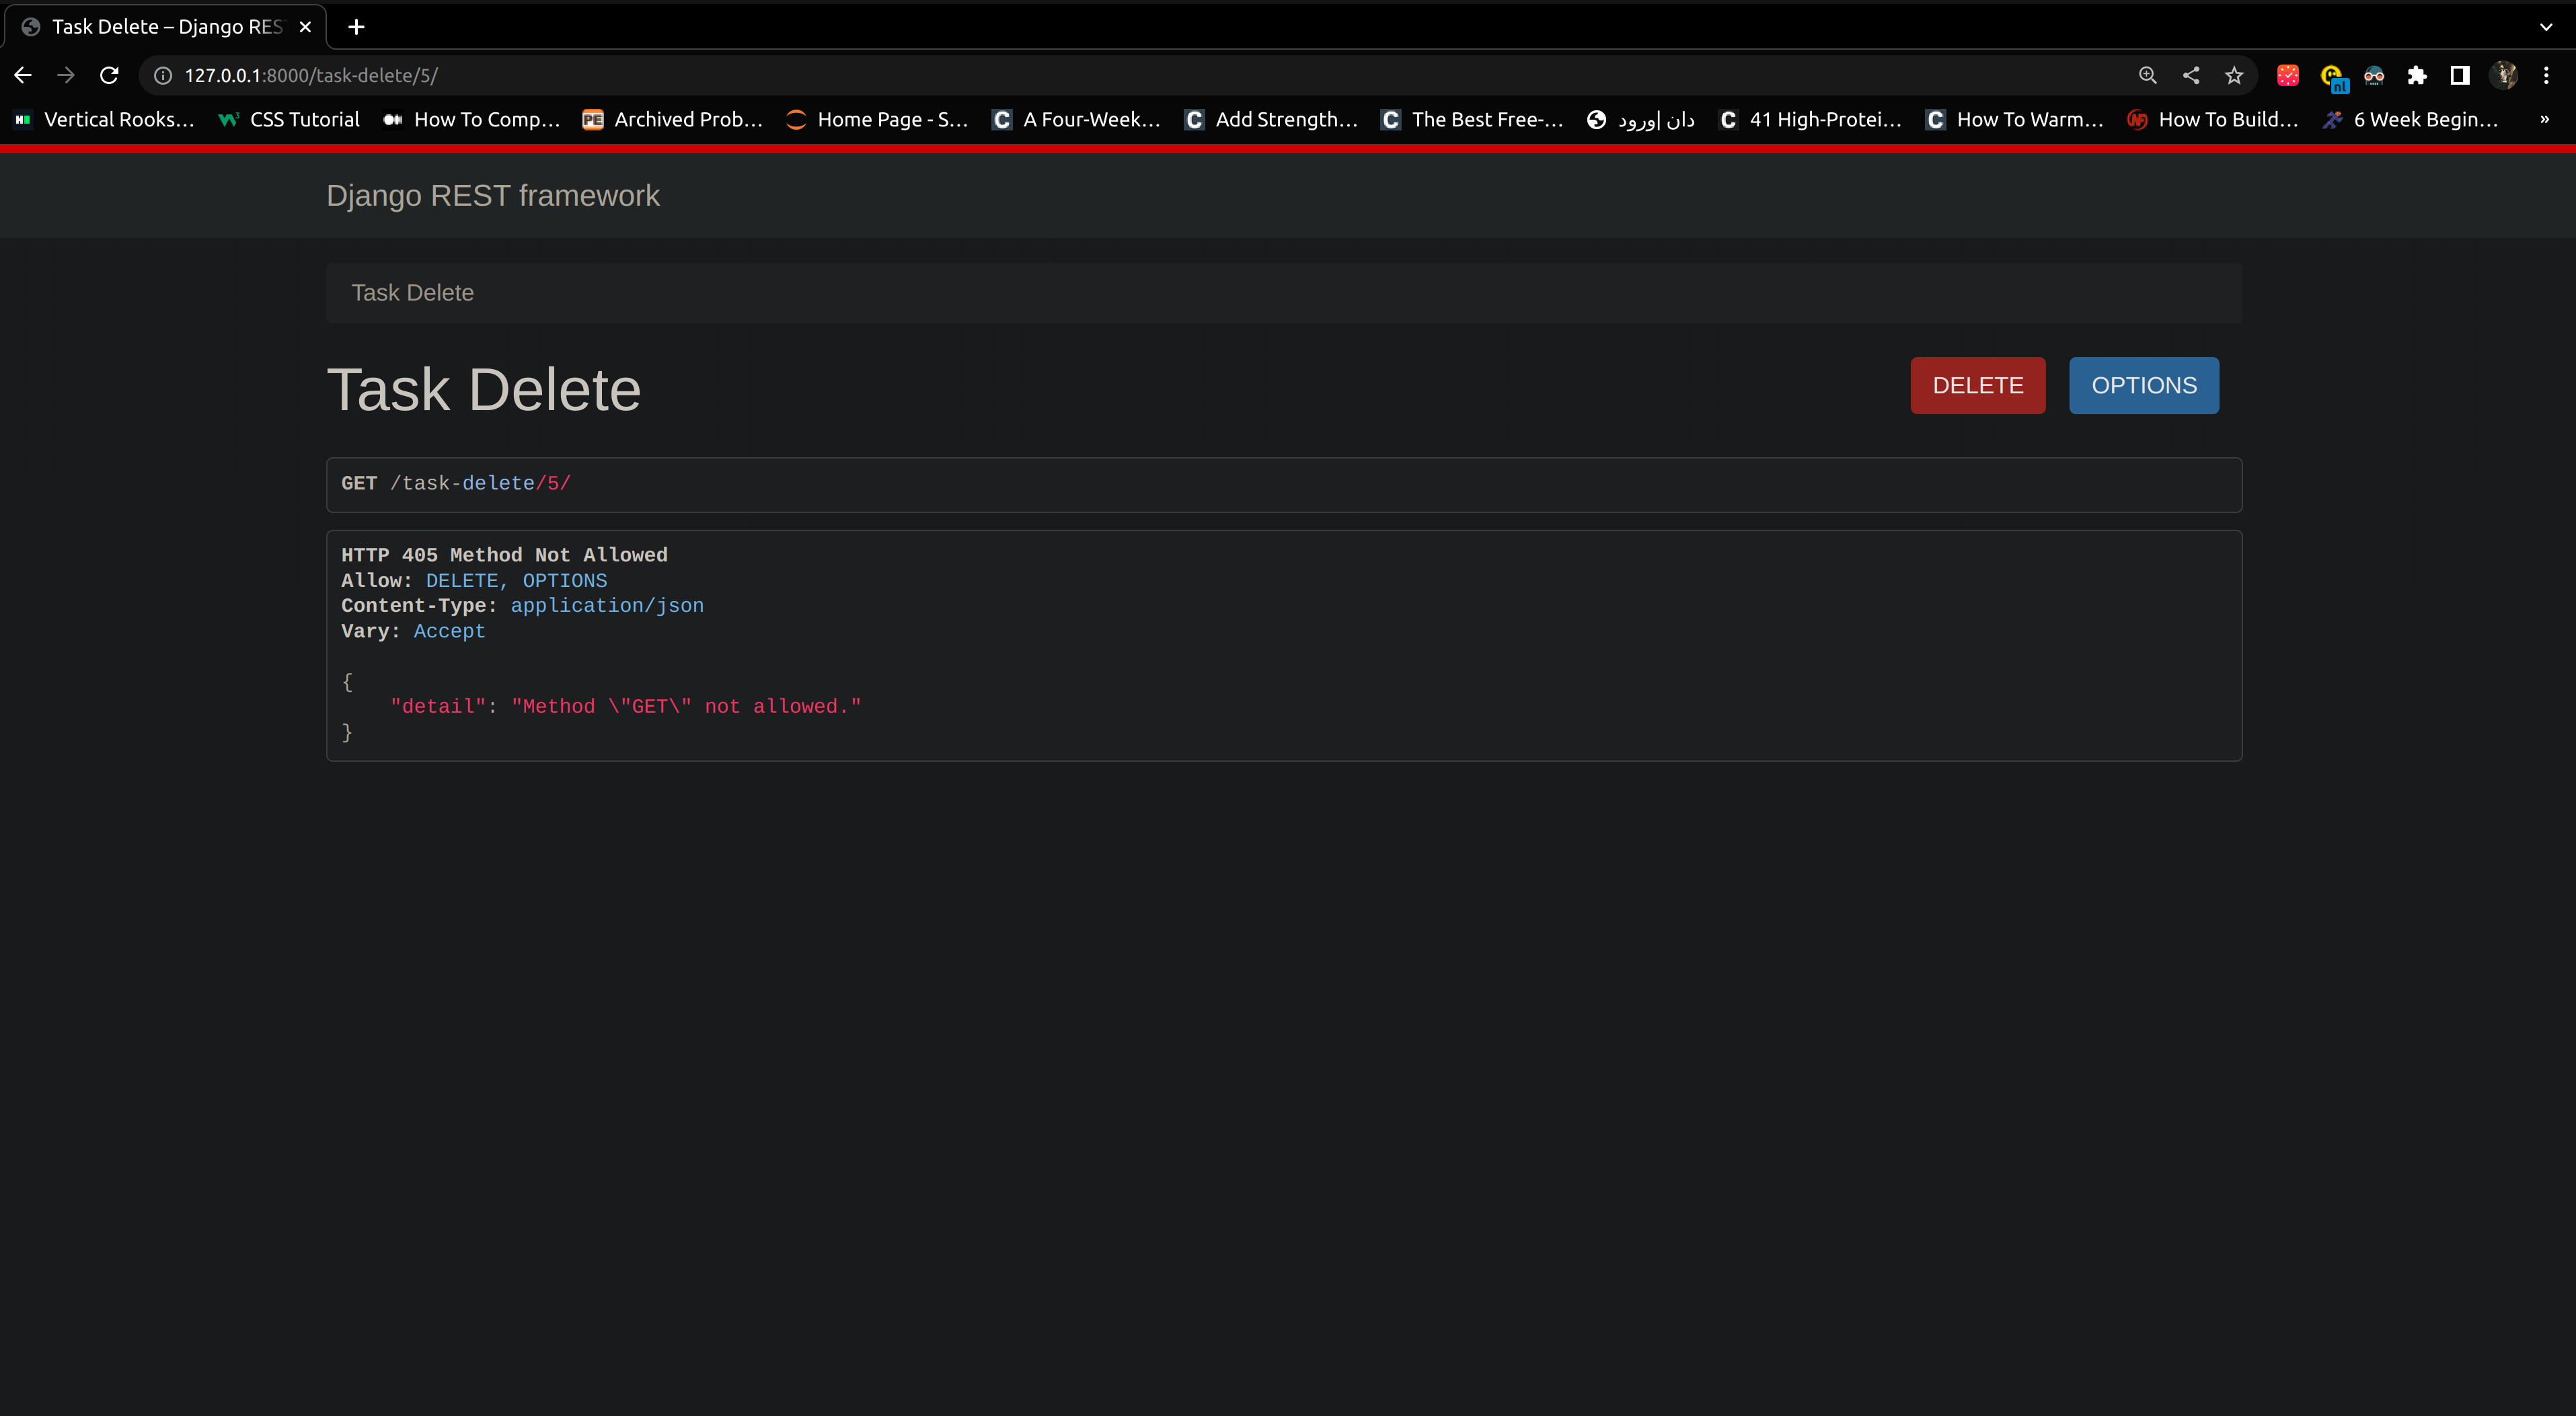 Task Delete – Django RES
127.0.0.1:8000/task-delete/5/
nl
Vertical Rooks... CSS Tutorial How To Comp... PE Archived Prob... Home Page - S... C A Four-Week... C Add Strength... C The Best Free-... دان |ورود C 41 High-Protei... C How To Warm... How To Build... 6 Week Begin... »
Django REST framework
Task Delete
Task Delete
DELETE OPTIONS
GET /task-delete/5/
HTTP 405 Method Not Allowed
Allow: DELETE, OPTIONS
Content-Type: application/json
Vary: Accept
{
"detail": "Method \"GET\" not allowed."
}